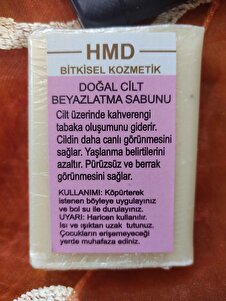 HMD
BİTKİSEL KOZMETİK
DOĞAL CİLT
BEYAZLATMA SABUNU
Cilt üzerinde kahverengi
tabaka oluşumunu giderir.
Cildin daha canlı görünmesini
sağlar. Yaşlanma belirtilerini
azaltır. Pürüzsüz ve berrak
görünmesini sağlar.
KULLANIMI: Köpürterek
istenen böleye uygulayınız
ve bol su ile durulayınız.
UYARI: Haricen kullanılır.
Isı ve ışıktan uzak tutunuz.
Çocukların erişemeyeceği
yerde muhafaza ediniz.